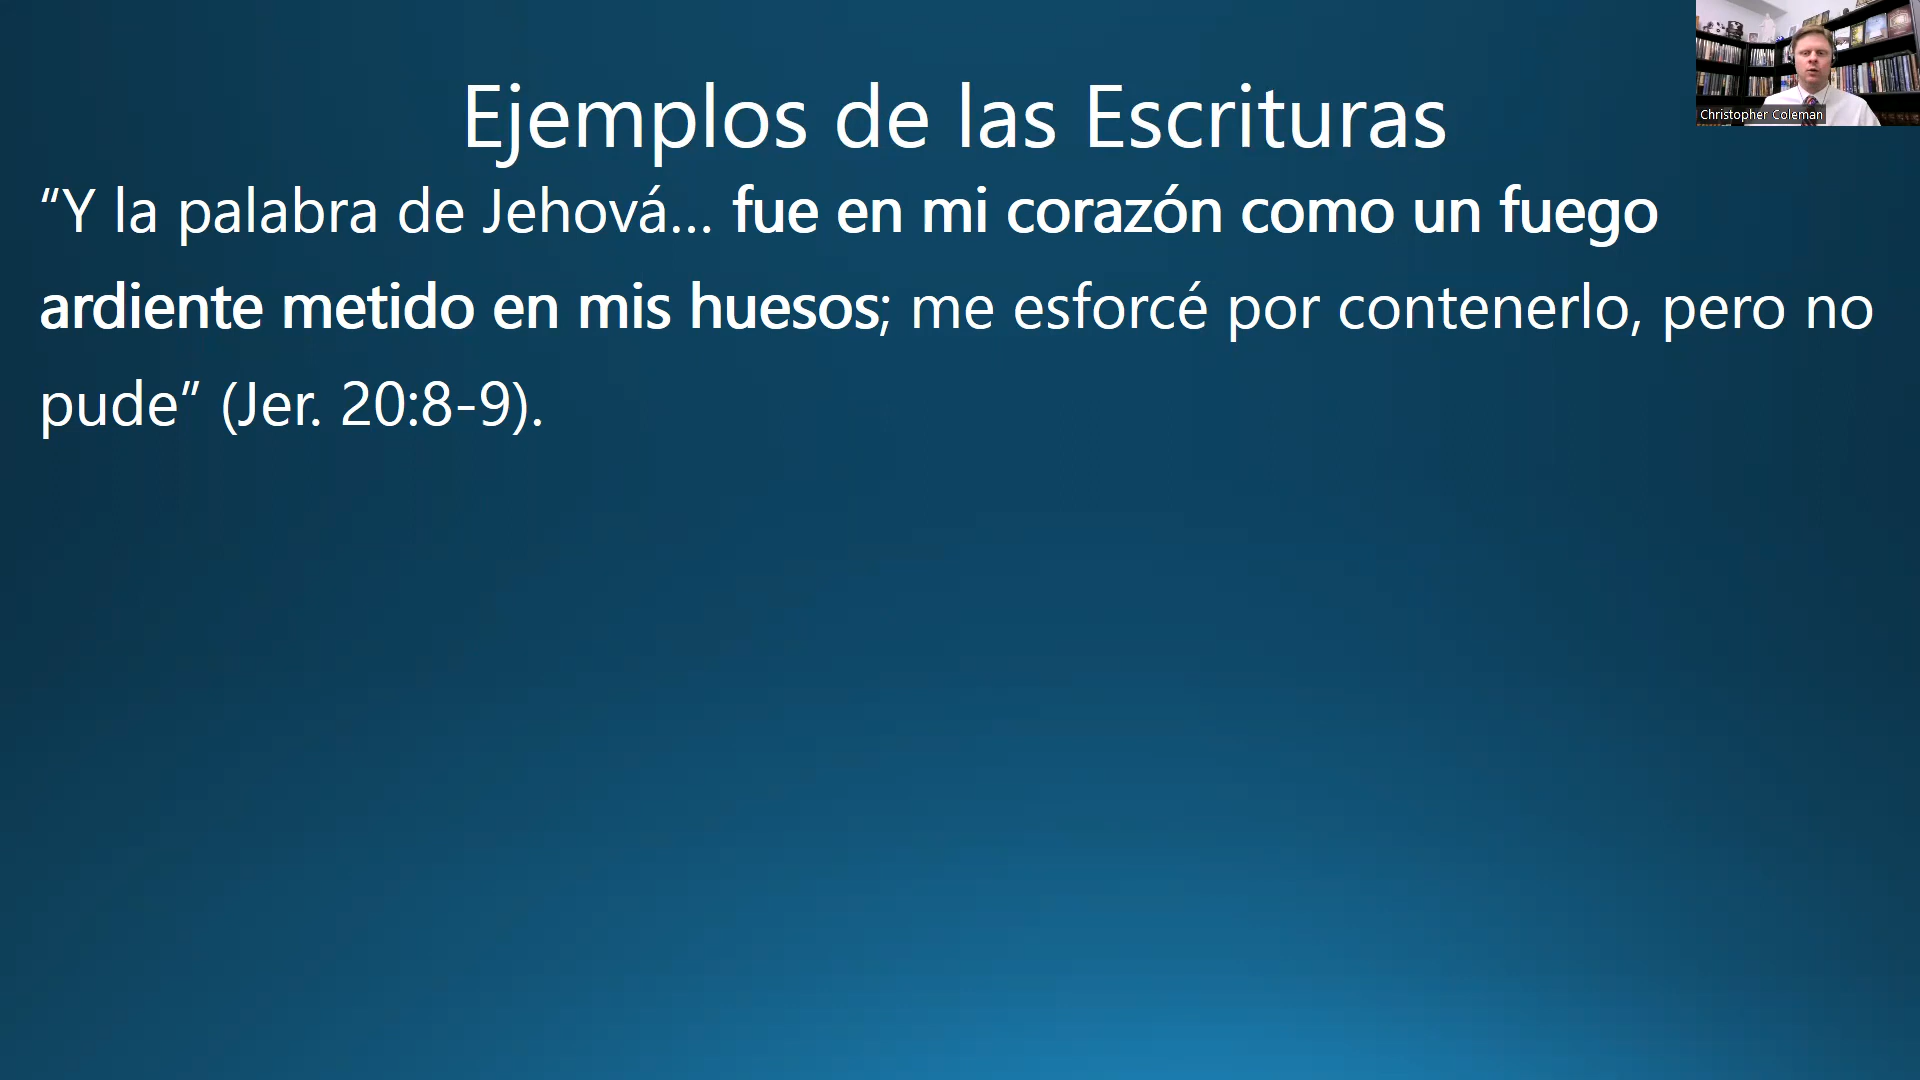 Ejemplos de las Escrituras
Christopher Coleman
“Y la palabra de Jehová... fue en mi corazón como un fuego
ardiente metido en mis huesos; me esforcé por contenerlo, pero no
pude” (Jer. 20:8-9).